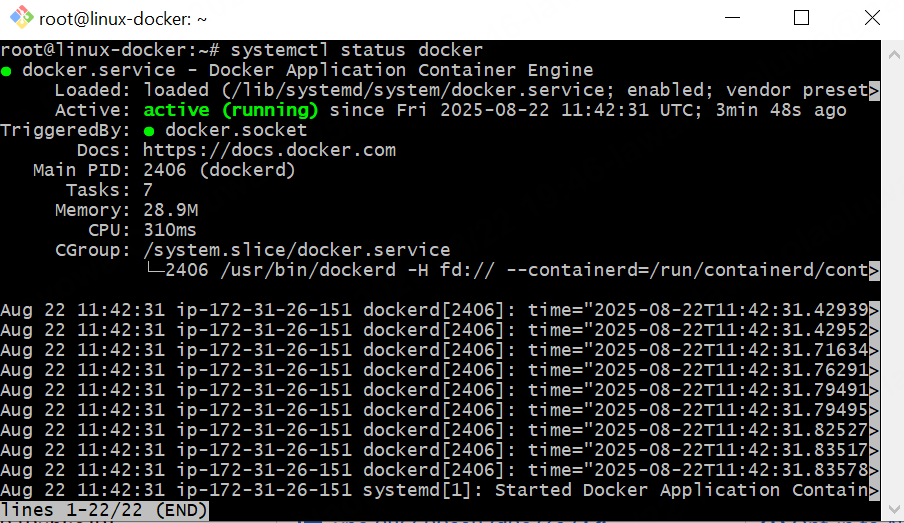 root@linux-docker: ~
root@linux-docker:~# systemctl status docker
● docker.service - Docker Application Container Engine
     Loaded: loaded (/lib/systemd/system/docker.service; enabled; vendor preset>
     Active: active (running) since Fri 2025-08-22 11:42:31 UTC; 3min 48s ago
TriggeredBy: ● docker.socket
       Docs: https://docs.docker.com
   Main PID: 2406 (dockerd)
      Tasks: 7
     Memory: 28.9M
        CPU: 310ms
     CGroup: /system.slice/docker.service
             └─2406 /usr/bin/dockerd -H fd:// --containerd=/run/containerd/cont>
Aug 22 11:42:31 ip-172-31-26-151 dockerd[2406]: time="2025-08-22T11:42:31.42939>
Aug 22 11:42:31 ip-172-31-26-151 dockerd[2406]: time="2025-08-22T11:42:31.42952>
Aug 22 11:42:31 ip-172-31-26-151 dockerd[2406]: time="2025-08-22T11:42:31.71634>
Aug 22 11:42:31 ip-172-31-26-151 dockerd[2406]: time="2025-08-22T11:42:31.76291>
Aug 22 11:42:31 ip-172-31-26-151 dockerd[2406]: time="2025-08-22T11:42:31.79491>
Aug 22 11:42:31 ip-172-31-26-151 dockerd[2406]: time="2025-08-22T11:42:31.79495>
Aug 22 11:42:31 ip-172-31-26-151 dockerd[2406]: time="2025-08-22T11:42:31.82527>
Aug 22 11:42:31 ip-172-31-26-151 dockerd[2406]: time="2025-08-22T11:42:31.83517>
Aug 22 11:42:31 ip-172-31-26-151 dockerd[2406]: time="2025-08-22T11:42:31.83578>
Aug 22 11:42:31 ip-172-31-26-151 systemd[1]: Started Docker Application Contain>
lines 1-22/22 (END)